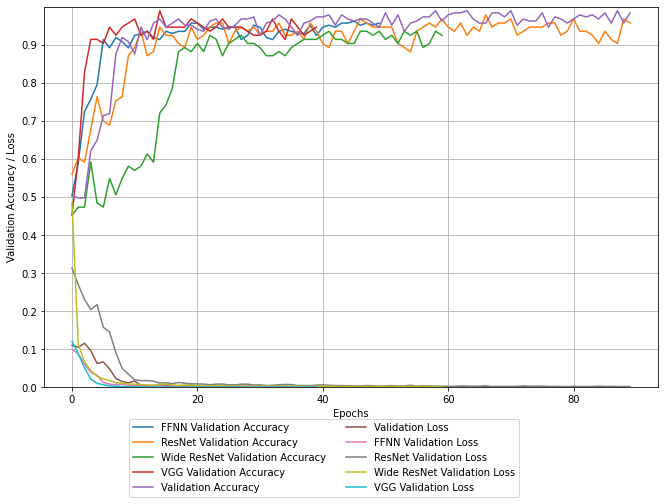 Validation Accuracy / Loss
0.9
0.8
0.7
0.6
0.5
0.4
0.3
0.2
0.1
0.0
0 20 40 60 80
Epochs
FFNN Validation Accuracy
ResNet Validation Accuracy
Wide ResNet Validation Accuracy
VGG Validation Accuracy
Validation Accuracy
Validation Loss
FFNN Validation Loss
ResNet Validation Loss
Wide ResNet Validation Loss
VGG Validation Loss